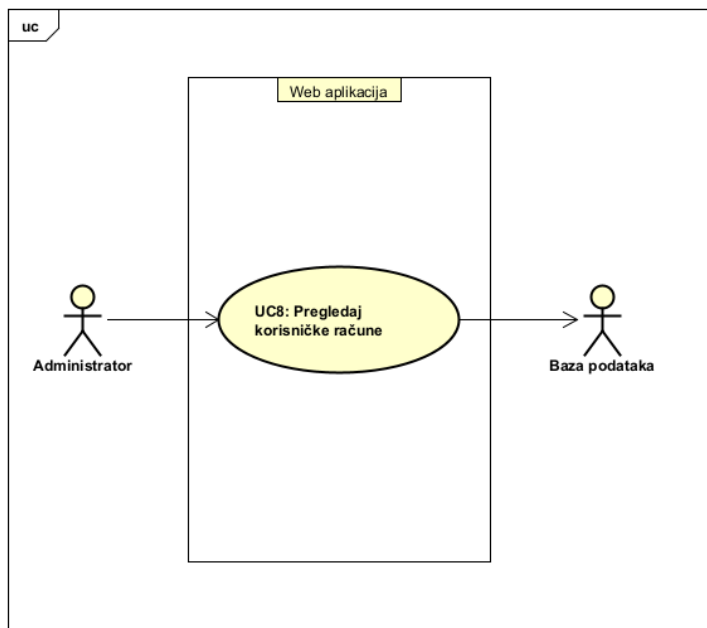 uc
Web aplikacija
UC8: Pregledaj
korisničke račune
Administrator
Baza podataka